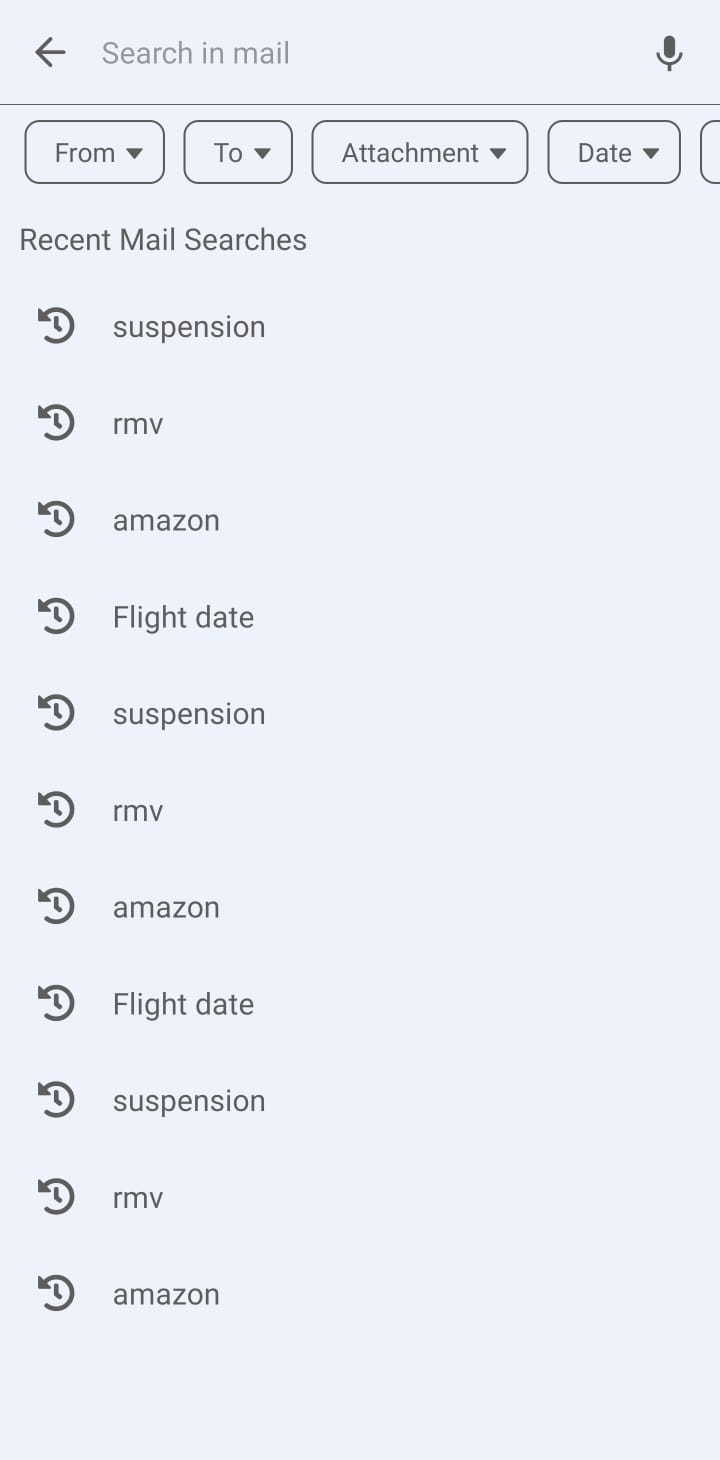 Search in mail
From To Attachment Date
Recent Mail Searches
suspension
rmv
amazon
Flight date
suspension
rmv
amazon
Flight date
suspension
rmv
amazon